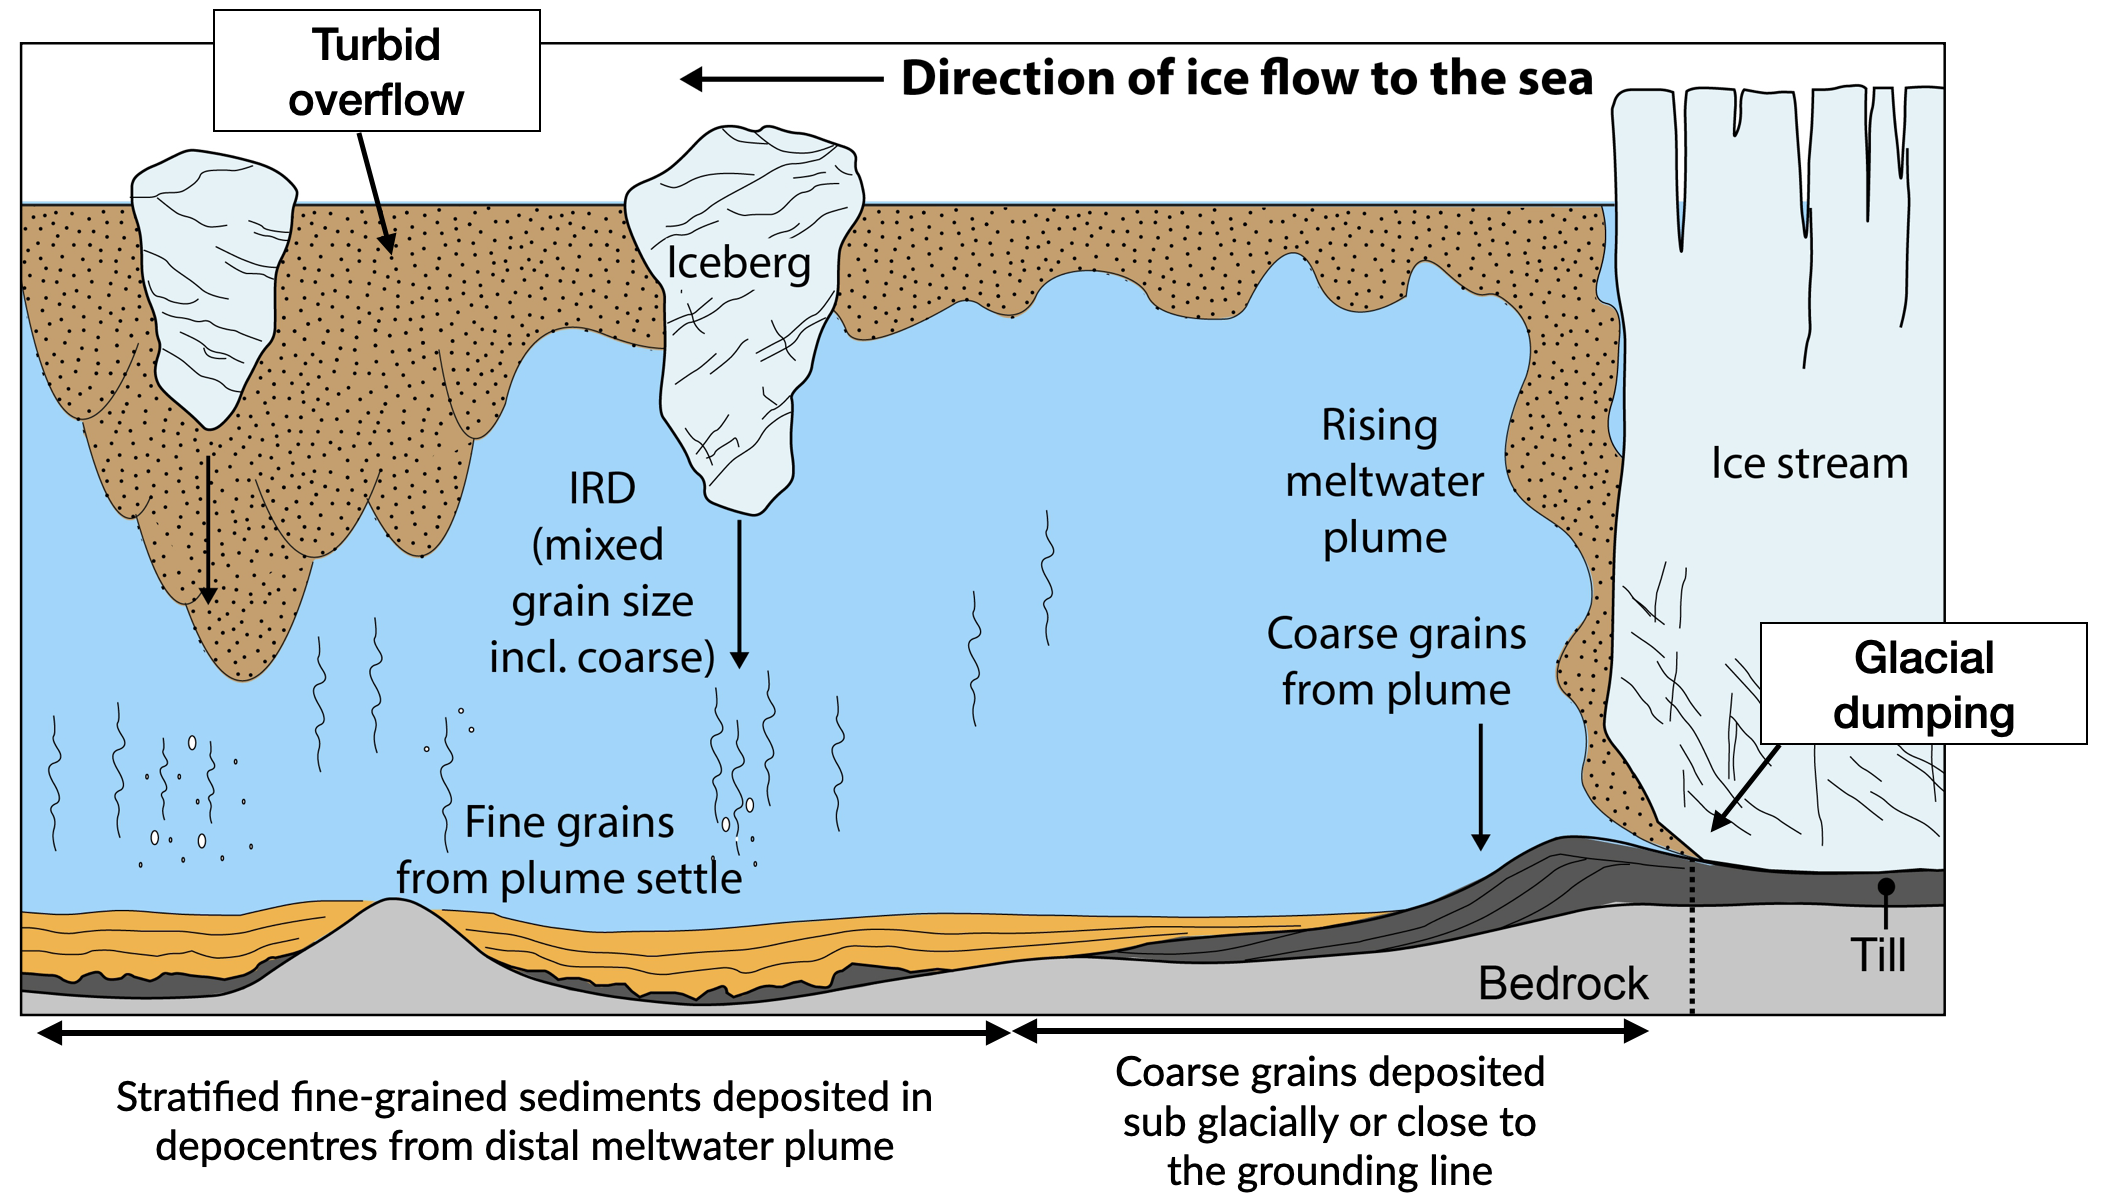 Turbid
overflow
Direction of ice flow to the sea
Iceberg
Ice stream
Rising
meltwater
plume
IRD
(mixed
grain size
incl. coarse)
Coarse grains
from plume
Glacial
dumping
Fine grains
from plume settle
Till
Bedrock
Stratified fine-grained sediments deposited in
depocentres from distal meltwater plume
Coarse grains deposited
sub glacially or close to
the grounding line